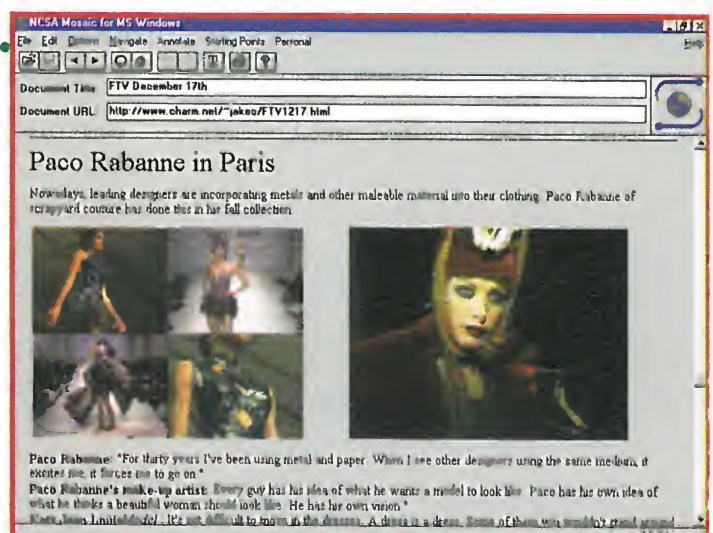 NCSA Mosaic for MS Windows
File Edit Options Navigate Annotate Starting Points Personal Help
Document Title FTV December 17th
Document URL http://www.charm.net/~jakeo/FTV1217 html
Paco Rabanne in Paris
Nowadays, leading designers are incorporating metals and other maleable material into their clothing. Paco Rabanne of
scrapyard couture has done this in his fall collection
Paco Rabanne: "For thirty years I've been using metal and paper. When I see other designers using the same medium, it
excites me, it forces me to go on."
Paco Rabanne's make-up artist: Every guy has his idea of what he wants a model to look like. Paco has his own idea of
what he thinks a beautiful woman should look like. He has his own vision."
It's not difficult to move in the dresses. A dress is a dress. Some of them you wouldn't